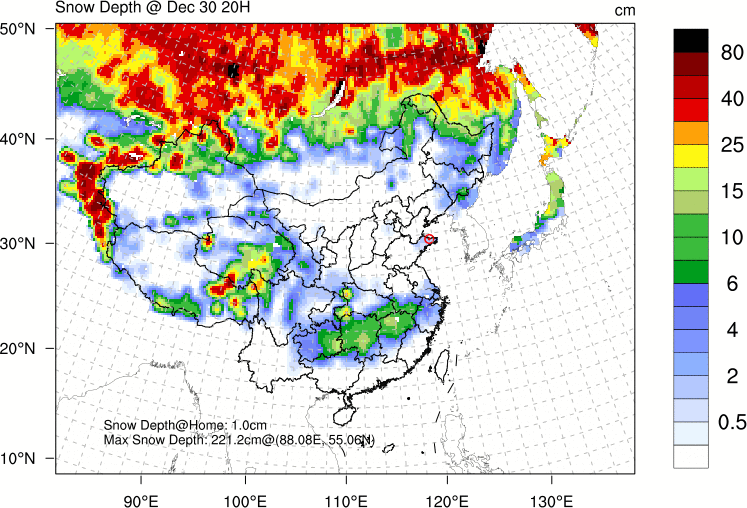 Snow Depth @ Dec 30 20H
cm
50°N
40°N
30°N
20°N
10°N
90°E
100°E
110°E
120°E
130°E
80
40
25
15
10
6
4
2
0.5
Snow Depth@Home: 1.0cm
Max Snow Depth: 221.2cm@(88.08E, 55.06N)